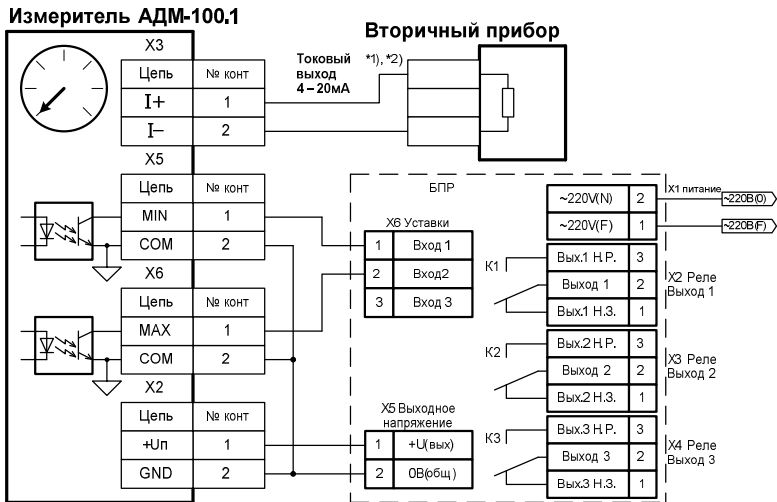 Измеритель АДМ-100.1
Вторичный прибор
X3
Цепь № конт
I+ 1
I− 2
Токовый *1), *2)
выход
4 – 20мА
X5
Цепь № конт
MIN 1
COM 2
X6
Цепь № конт
MAX 1
COM 2
X2
Цепь № конт
+Uп 1
GND 2
БПР
X6 Уставки
1 Вход 1
2 Вход2
3 Вход 3
X5 Выходное
напряжение
1 +U(вых)
2 0В(общ)
~220V(N) 2
~220V(F) 1
X1 питание
~220В(0)
~220В(F)
К1
Вых.1 Н.Р. 3
Выход 1 2
Вых.1 Н.З. 1
X2 Реле
Выход 1
К2
Вых.2 Н.Р. 3
Выход 2 2
Вых.2 Н.З. 1
X3 Реле
Выход 2
К3
Вых.3 Н.Р. 3
Выход 3 2
Вых.3 Н.З. 1
X4 Реле
Выход 3